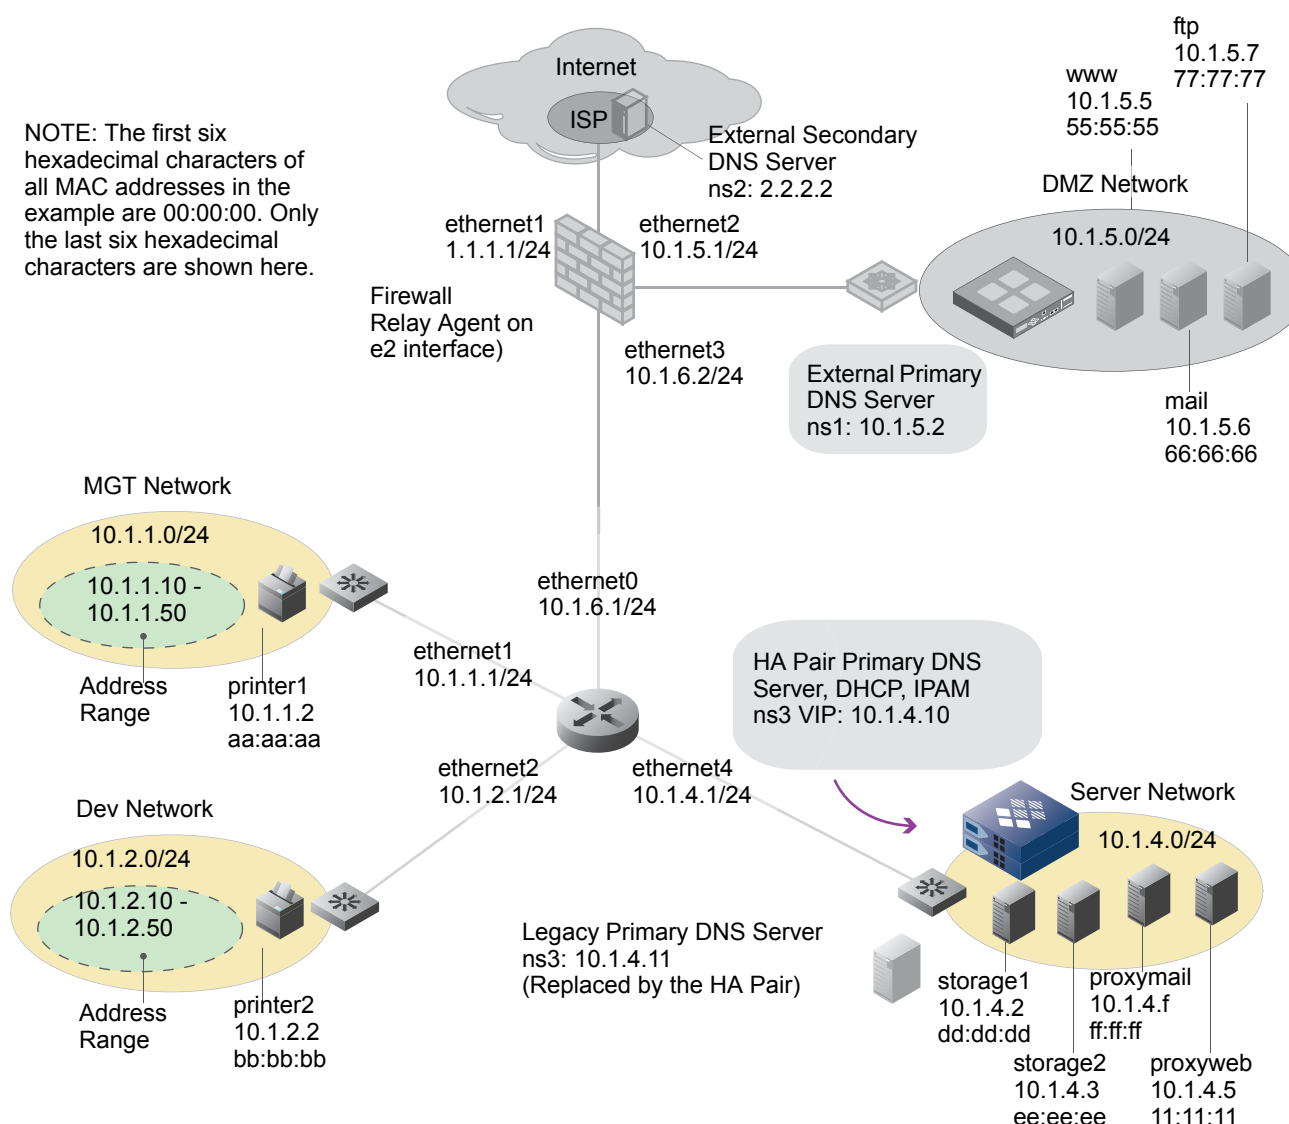 NOTE: The first six
hexadecimal characters of
all MAC addresses in the
example are 00:00:00. Only
the last six hexadecimal
characters are shown here.
Internet
ISP
External Secondary
DNS Server
ns2: 2.2.2.2
ftp
10.1.5.7
77:77:77
www
10.1.5.5
55:55:55
DMZ Network
10.1.5.0/24
ethernet1
1.1.1.1/24
ethernet2
10.1.5.1/24
Firewall
Relay Agent on
e2 interface)
ethernet3
10.1.6.2/24
External Primary
DNS Server
ns1: 10.1.5.2
mail
10.1.5.6
66:66:66
MGT Network
10.1.1.0/24
10.1.1.10 -
10.1.1.50
Address
Range
printer1
10.1.1.2
aa:aa:aa
ethernet0
10.1.6.1/24
ethernet1
10.1.1.1/24
HA Pair Primary DNS
Server, DHCP, IPAM
ns3 VIP: 10.1.4.10
ethernet2
10.1.2.1/24
ethernet4
10.1.4.1/24
Dev Network
10.1.2.0/24
10.1.2.10 -
10.1.2.50
Address
Range
printer2
10.1.2.2
bb:bb:bb
Server Network
10.1.4.0/24
Legacy Primary DNS Server
ns3: 10.1.4.11
(Replaced by the HA Pair)
storage1
10.1.4.2
dd:dd:dd
proxymail
10.1.4.f
ff:ff:ff
storage2
10.1.4.3
ee:ee:ee
proxyweb
10.1.4.5
11:11:11